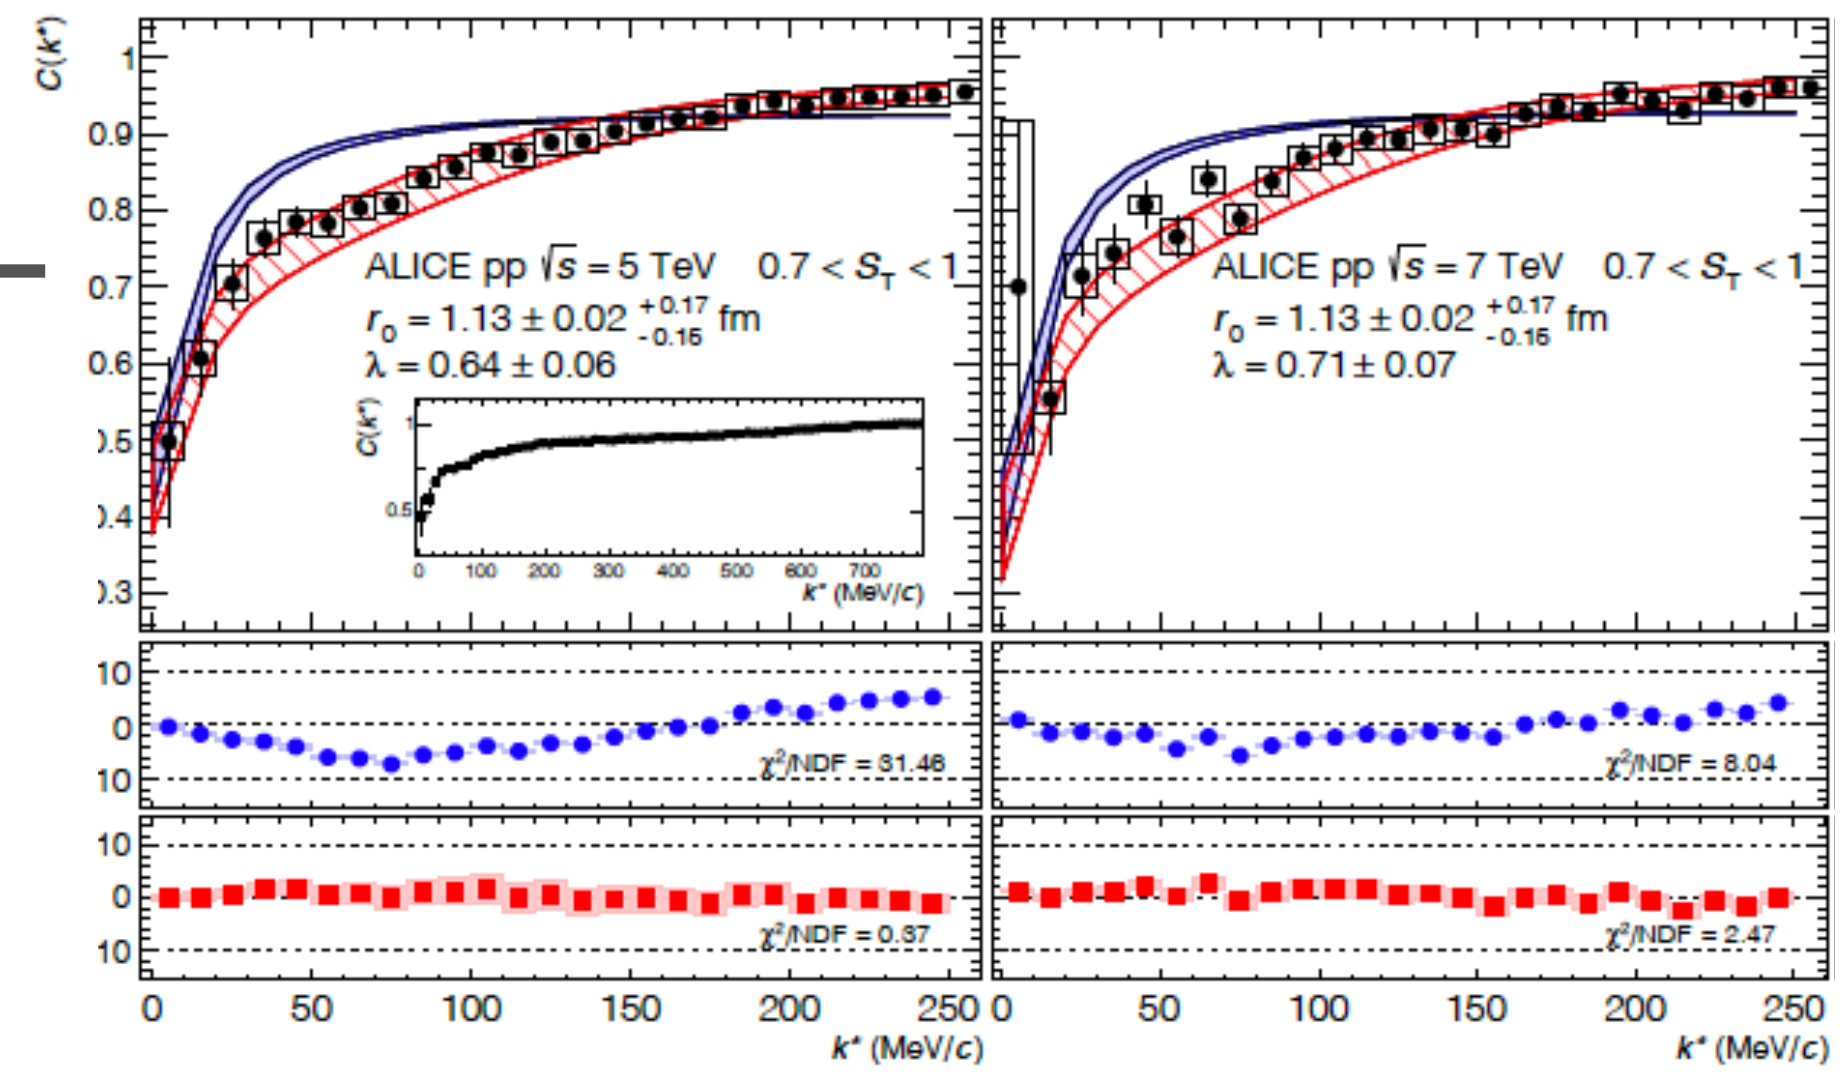 C(k*)
1
0.9
0.8
0.7
0.6
0.5
0.4
0.3
ALICE pp √s = 5 TeV 0.7 < S_T < 1
r₀ = 1.13 ± 0.02 +0.17 -0.15 fm
λ = 0.64 ± 0.06
C(k*)
1
0.5
0 100 200 300 400 500 600 700
k* (MeV/c)
ALICE pp √s = 7 TeV 0.7 < S_T < 1
r₀ = 1.13 ± 0.02 +0.17 -0.15 fm
λ = 0.71 ± 0.07
10
0
10
χ²/NDF = 31.46
χ²/NDF = 8.04
10
0
10
χ²/NDF = 0.37
χ²/NDF = 2.47
0 50 100 150 200 250 0 50 100 150 200 250
k* (MeV/c) k* (MeV/c)